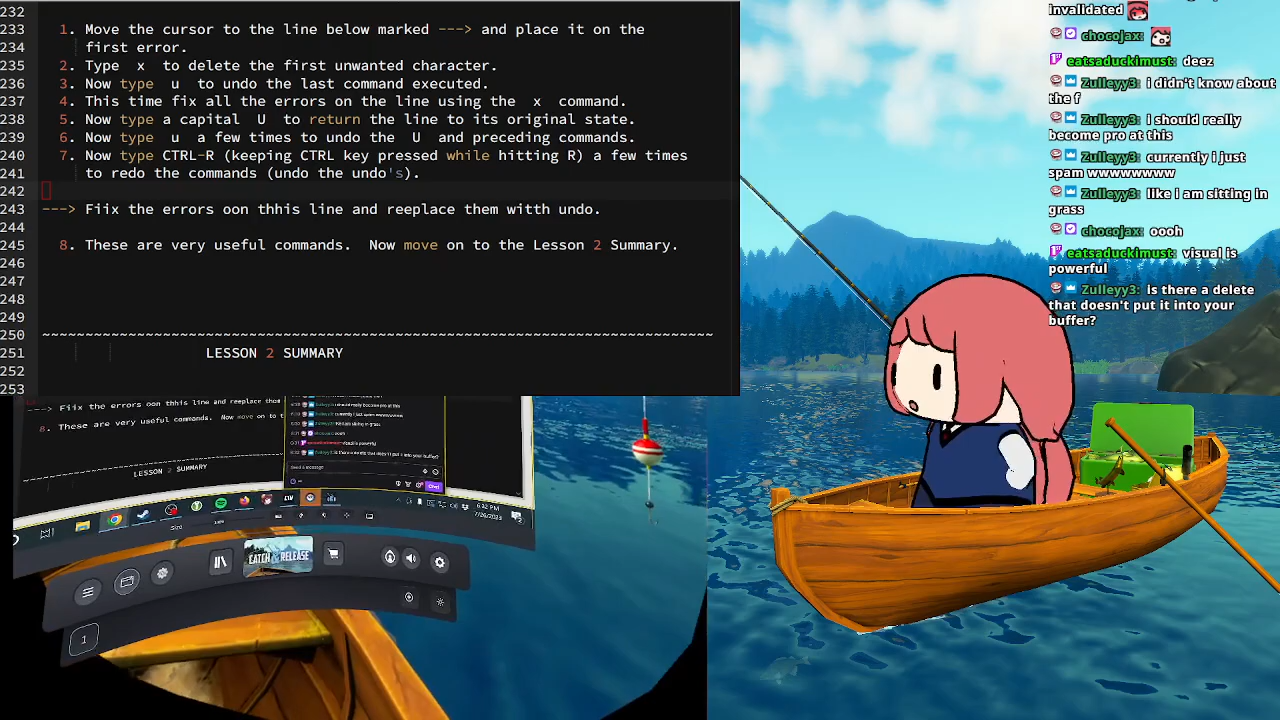 232
233 1. Move the cursor to the line below marked ---> and place it on the
234 first error.
235 2. Type x to delete the first unwanted character.
236 3. Now type u to undo the last command executed.
237 4. This time fix all the errors on the line using the x command.
238 5. Now type a capital U to return the line to its original state.
239 6. Now type u a few times to undo the U and preceding commands.
240 7. Now type CTRL-R (keeping CTRL key pressed while hitting R) a few times
241 to redo the commands (undo the undo's).
242
243 ---> Fiix the errors oon thhis line and reeplace them witth undo.
244
245 8. These are very useful commands. Now move on to the Lesson 2 Summary.
246
247
248
249
250 ~~~~~~~~~~~~~~~~~~~~~~~~~~~~~~~~~~~~~~~~~~~~~~~~~~~~~~~~~~~~~~~~~~~~~~~~~~~~~~
251 LESSON 2 SUMMARY
252
253
invalidated
chocojax:
eatsaduckimust: deez
Zulleyy3: i didn't know about
the f
Zulleyy3: I should really
become pro at this
Zulleyy3: currently i just
spam wwwwwwww
Zulleyy3: like i am sitting in
grass
chocojax: oooh
eatsaduckimust: visual is
powerful
Zulleyy3: Is there a delete
that doesn't put it into your
buffer?
---> Fiix the errors oon thhis line and reeplace them
8. These are very useful commands. Now move on to t
LESSON 2 SUMMARY
Send a message
Chat
6:32 PM
7/26/2023
CATCH & RELEASE
1